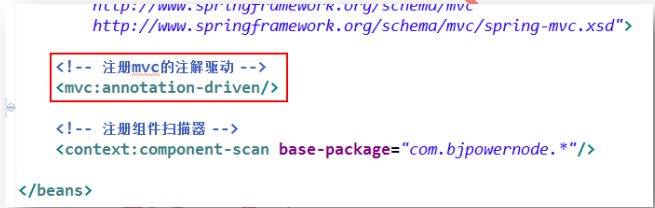 http://www.springframework.org/schema/mvc
http://www.springframework.org/schema/mvc/spring-mvc.xsd">
<!-- 注册mvc的注解驱动 -->
<mvc:annotation-driven/>
<!-- 注册组件扫描器 -->
<context:component-scan base-package="com.bjpowernode.*"/>
</beans>